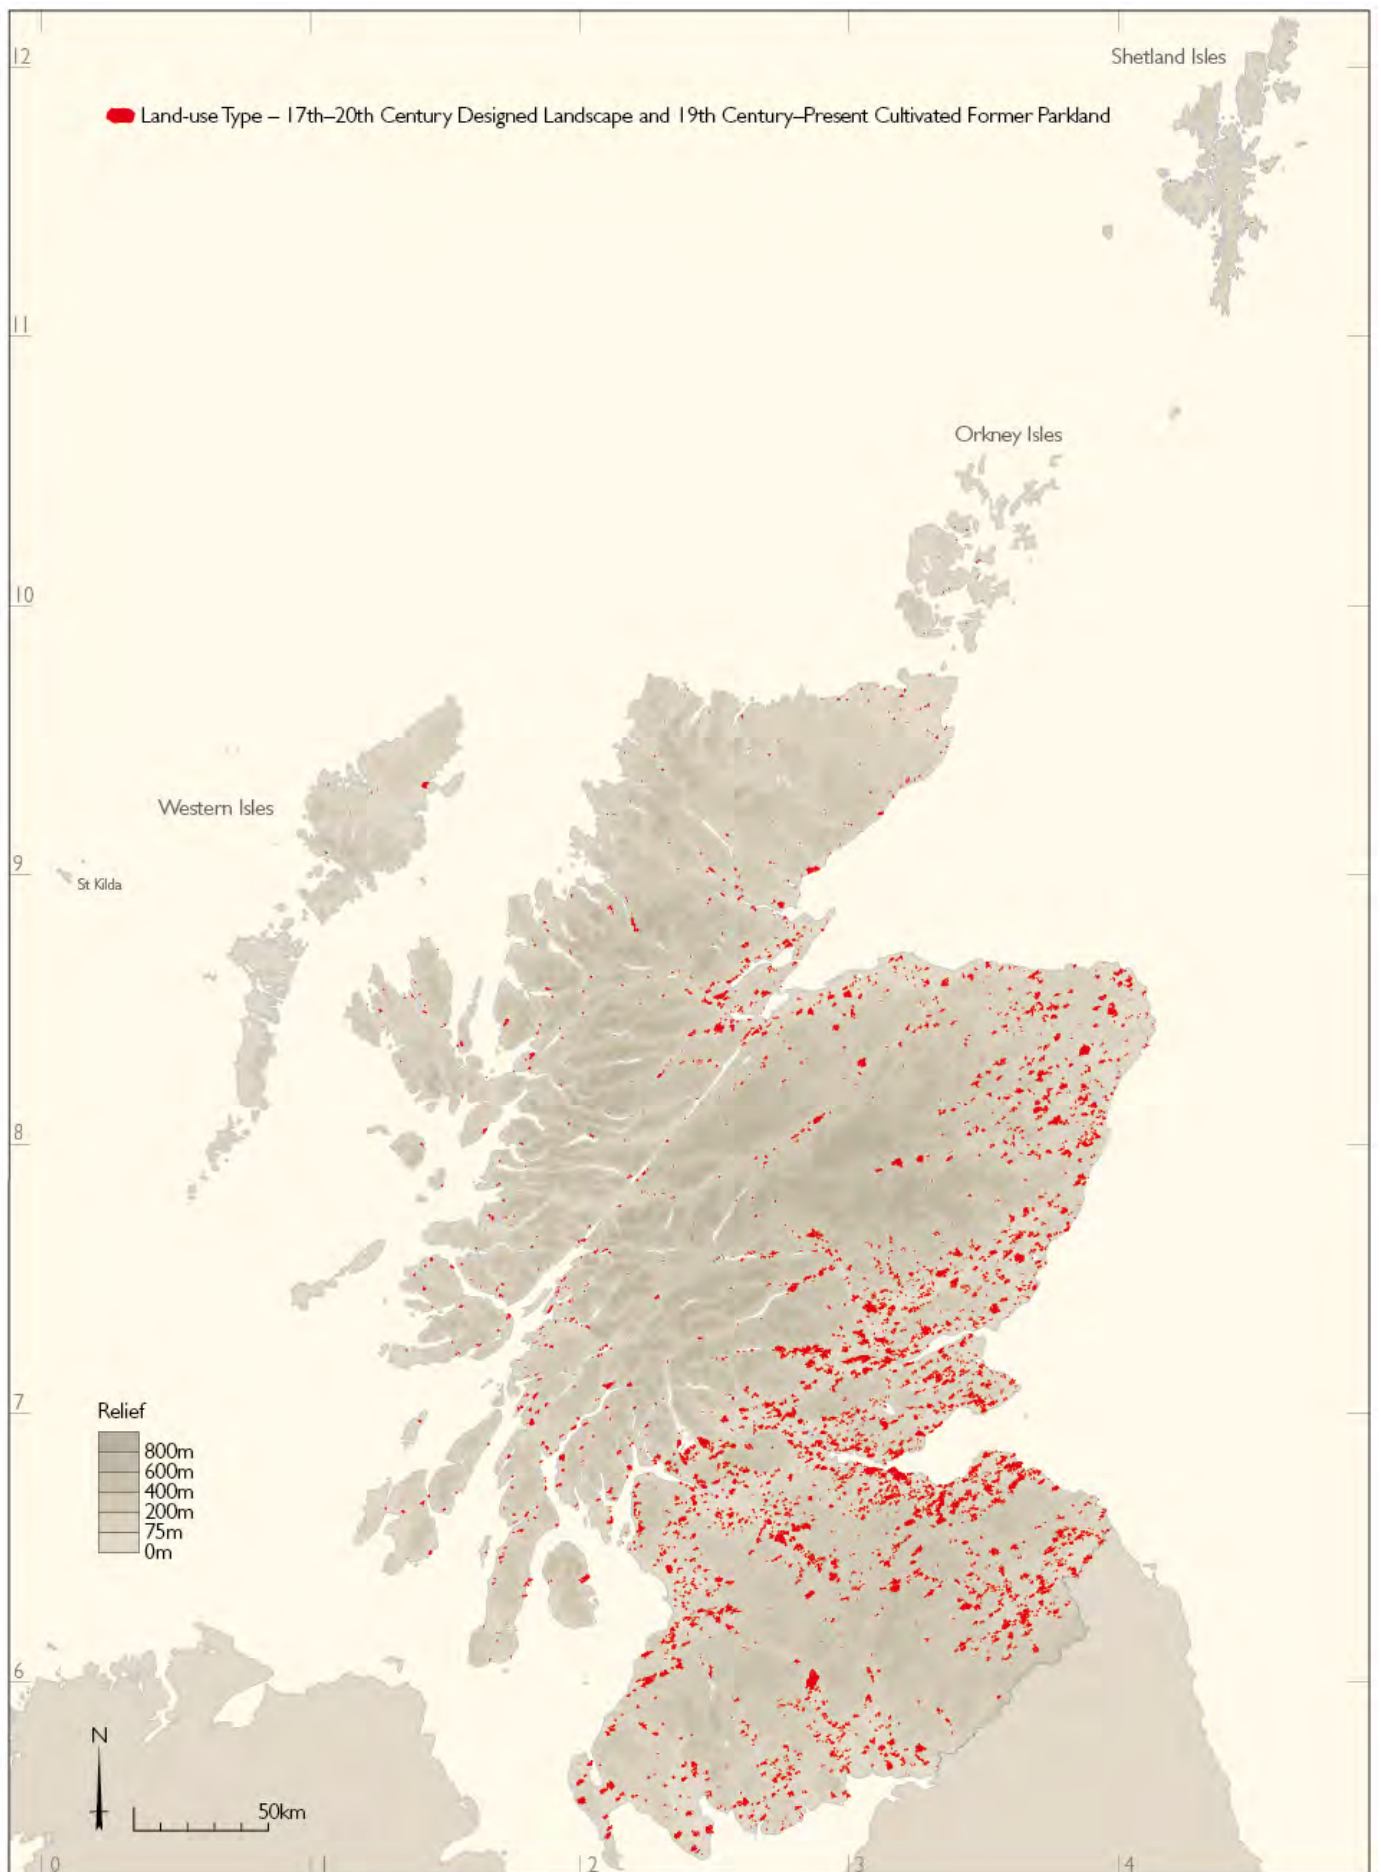 12
Shetland Isles
Land-use Type – 17th–20th Century Designed Landscape and 19th Century–Present Cultivated Former Parkland
11
Orkney Isles
10
Western Isles
9
St Kilda
8
7
Relief
800m
600m
400m
200m
75m
0m
6
N
50km
0
1
2
3
4